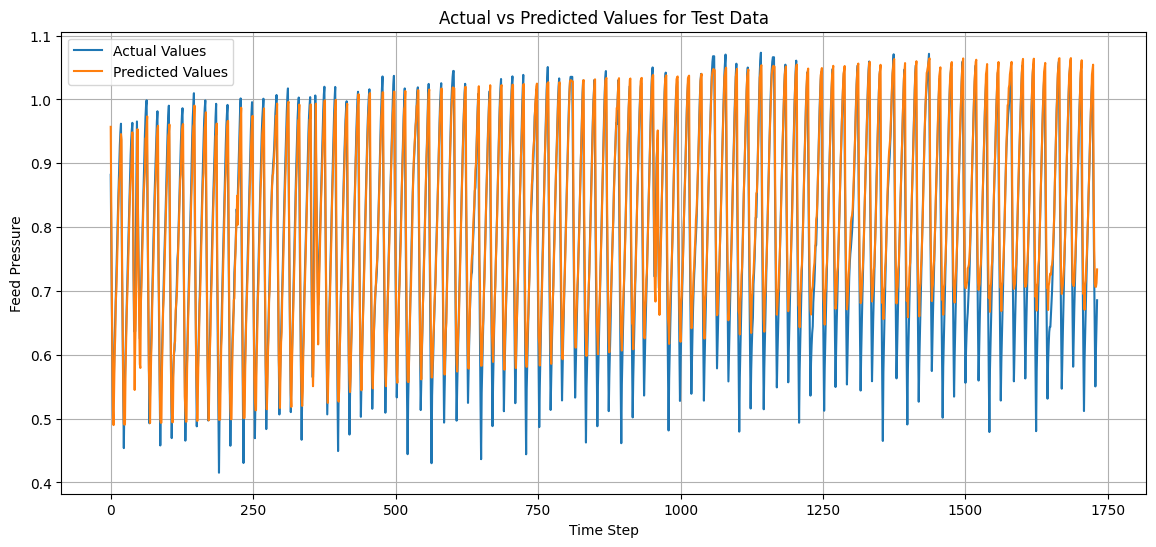 Actual vs Predicted Values for Test Data
Actual Values
Predicted Values
Feed Pressure
1.1
1.0
0.9
0.8
0.7
0.6
0.5
0.4
0 250 500 750 1000 1250 1500 1750
Time Step